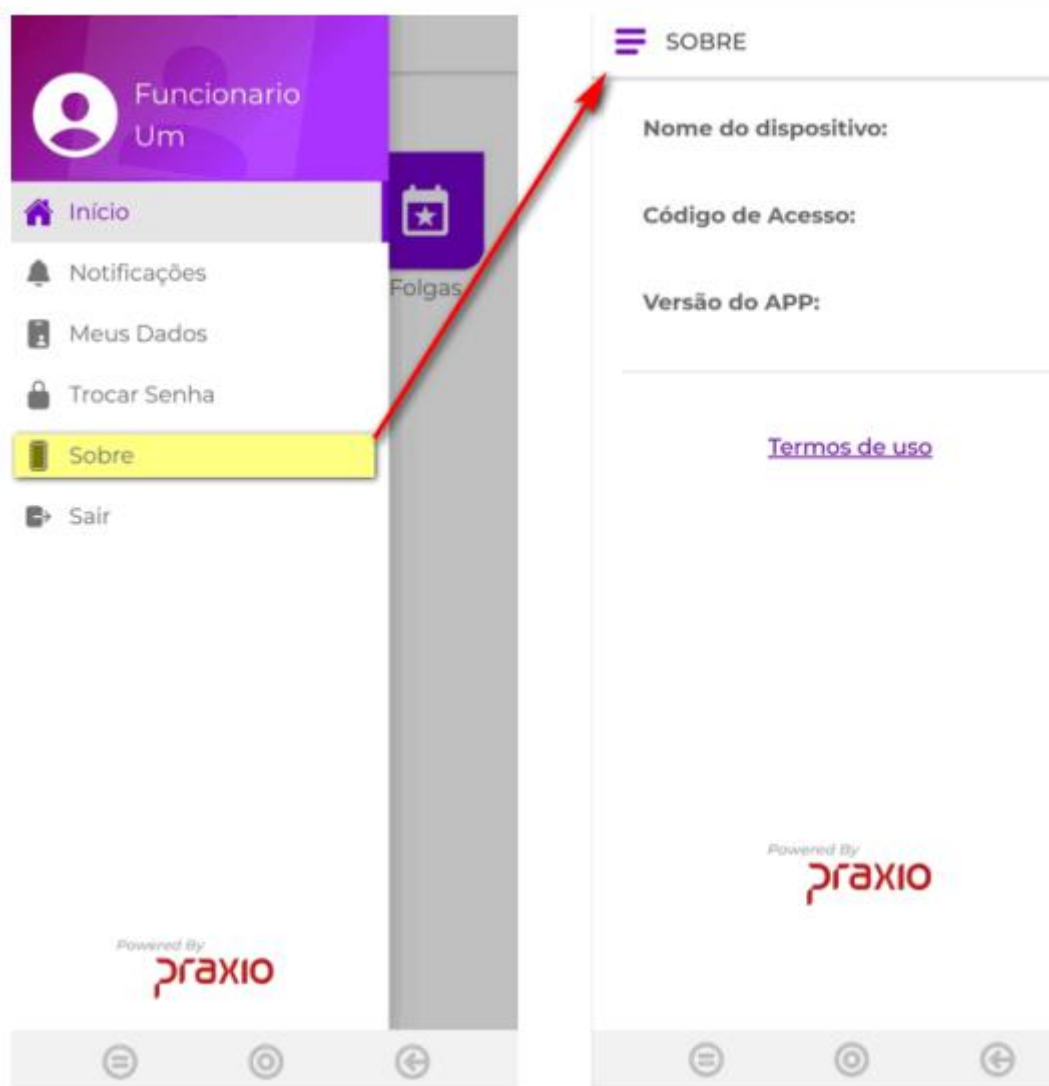 Funcionario
Um
Início
Notificações
Meus Dados
Trocar Senha
Sobre
Sair
Folgas
Powered By
praxio
SOBRE
Nome do dispositivo:
Código de Acesso:
Versão do APP:
Termos de uso
Powered By
praxio